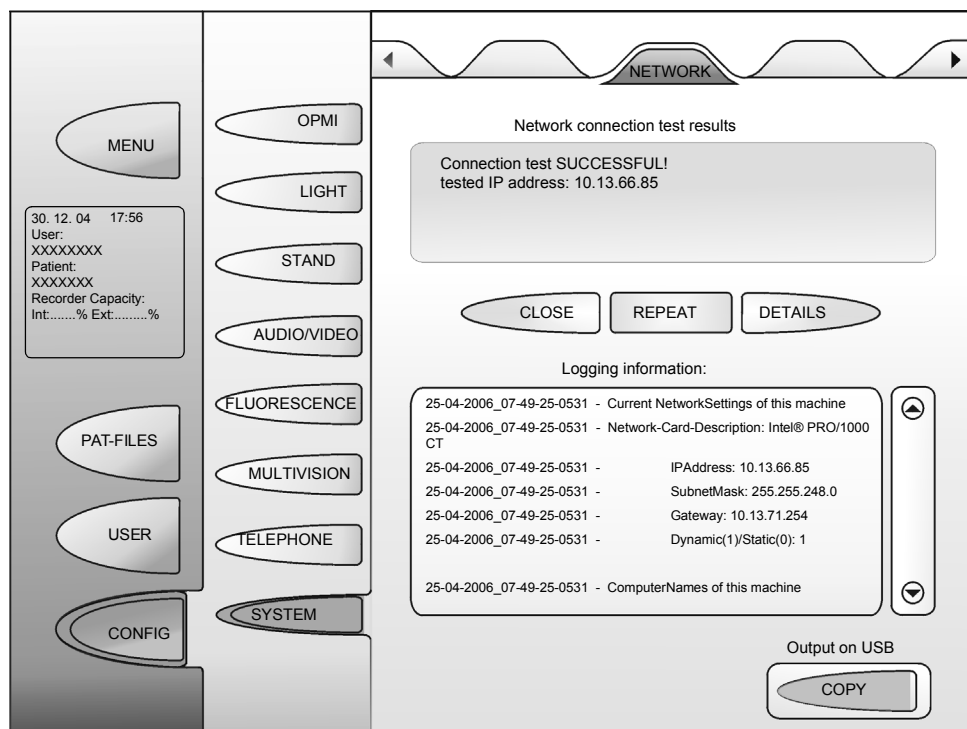 MENU
30. 12. 04 17:56
User:
XXXXXXXX
Patient:
XXXXXXX
Recorder Capacity:
Int:.......% Ext:.........%
PAT-FILES
USER
CONFIG
OPMI
LIGHT
STAND
AUDIO/VIDEO
FLUORESCENCE
MULTIVISION
TELEPHONE
SYSTEM
NETWORK
Network connection test results
Connection test SUCCESSFUL!
tested IP address: 10.13.66.85
CLOSE
REPEAT
DETAILS
Logging information:
25-04-2006_07-49-25-0531 - Current NetworkSettings of this machine
25-04-2006_07-49-25-0531 - Network-Card-Description: Intel® PRO/1000
CT
25-04-2006_07-49-25-0531 - IPAddress: 10.13.66.85
25-04-2006_07-49-25-0531 - SubnetMask: 255.255.248.0
25-04-2006_07-49-25-0531 - Gateway: 10.13.71.254
25-04-2006_07-49-25-0531 - Dynamic(1)/Static(0): 1
25-04-2006_07-49-25-0531 - ComputerNames of this machine
Output on USB
COPY